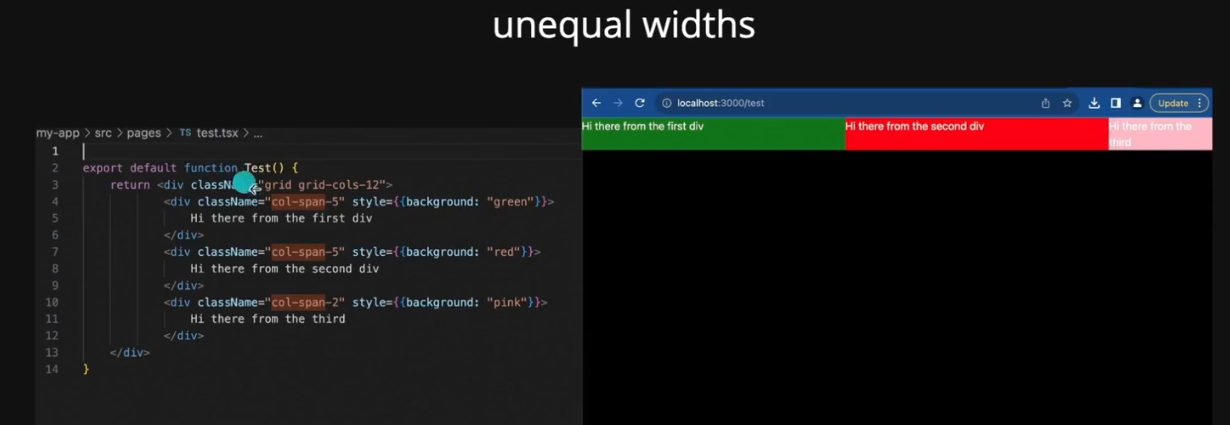 unequal widths
my-app > src > pages > TS test.tsx > ...
1
2 export default function Test() {
3 return <div classNa="grid grid-cols-12">
4 <div className="col-span-5" style={{background: "green"}}>
5 Hi there from the first div
6 </div>
7 <div className="col-span-5" style={{background: "red"}}>
8 Hi there from the second div
9 </div>
10 <div className="col-span-2" style={{background: "pink"}}>
11 Hi there from the third
12 </div>
13 </div>
14 }
localhost:3000/test
Update
Hi there from the first div
Hi there from the second div
Hi there from the
third